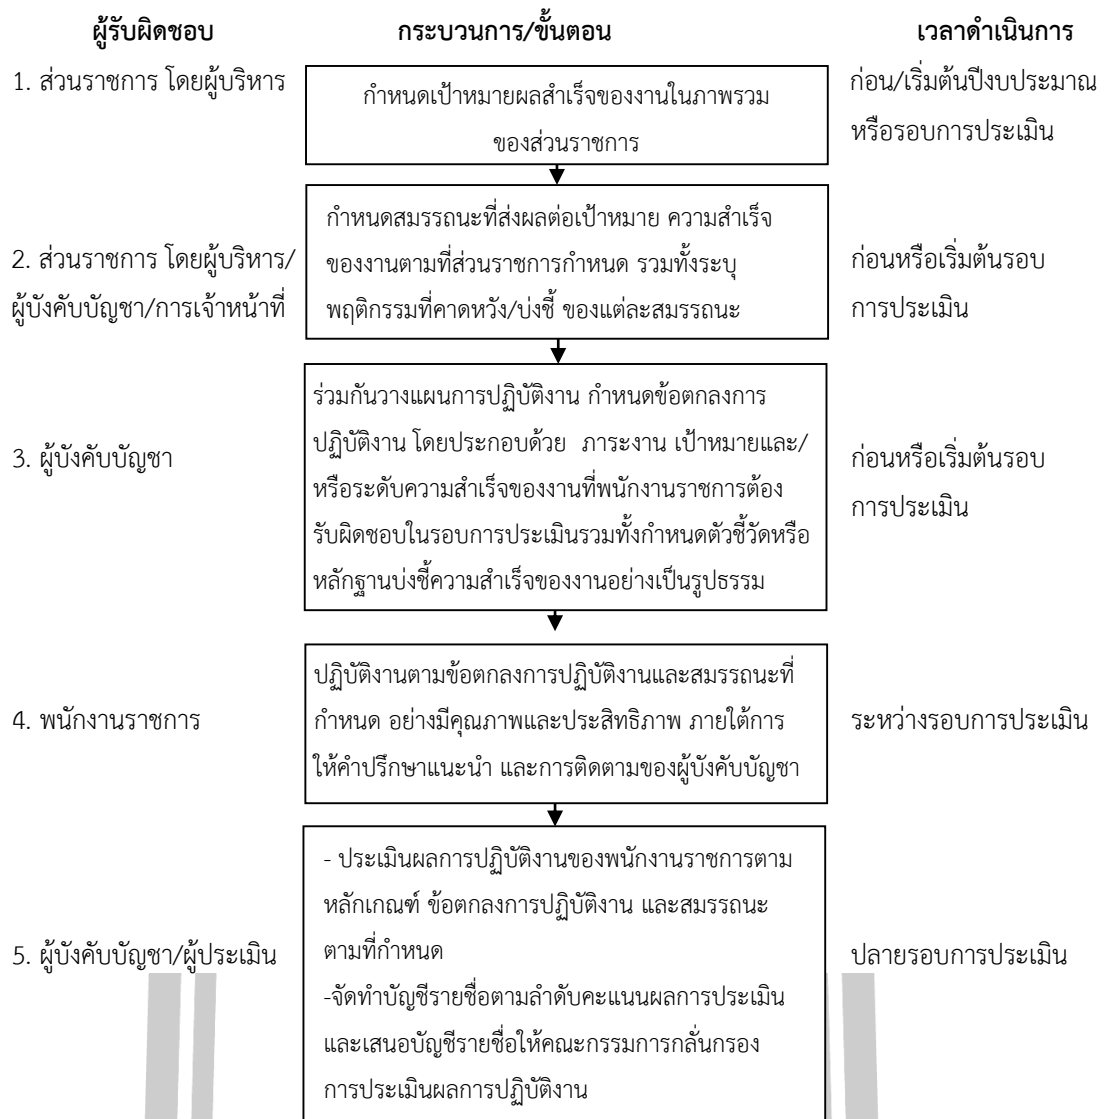 ผู้รับผิดชอบ กระบวนการ/ขั้นตอน เวลาดำเนินการ
1. ส่วนราชการ โดยผู้บริหาร
กำหนดเป้าหมายผลสำเร็จของงานในภาพรวม
ของส่วนราชการ
ก่อน/เริ่มต้นปีงบประมาณ
หรือรอบการประเมิน
2. ส่วนราชการ โดยผู้บริหาร/
ผู้บังคับบัญชา/การเจ้าหน้าที่
กำหนดสมรรถนะที่ส่งผลต่อเป้าหมาย ความสำเร็จ
ของงานตามที่ส่วนราชการกำหนด รวมทั้งระบุ
พฤติกรรมที่คาดหวัง/บ่งชี้ ของแต่ละสมรรถนะ
ก่อนหรือเริ่มต้นรอบ
การประเมิน
3. ผู้บังคับบัญชา
ร่วมกันวางแผนการปฏิบัติงาน กำหนดข้อตกลงการ
ปฏิบัติงาน โดยประกอบด้วย ภาระงาน เป้าหมายและ/
หรือระดับความสำเร็จของงานที่พนักงานราชการต้อง
รับผิดชอบในรอบการประเมินรวมทั้งกำหนดตัวชี้วัดหรือ
หลักฐานบ่งชี้ความสำเร็จของงานอย่างเป็นรูปธรรม
ก่อนหรือเริ่มต้นรอบ
การประเมิน
4. พนักงานราชการ
ปฏิบัติงานตามข้อตกลงการปฏิบัติงานและสมรรถนะที่
กำหนด อย่างมีคุณภาพและประสิทธิภาพ ภายใต้การ
ให้คำปรึกษาแนะนำ และการติดตามของผู้บังคับบัญชา
ระหว่างรอบการประเมิน
5. ผู้บังคับบัญชา/ผู้ประเมิน
- ประเมินผลการปฏิบัติงานของพนักงานราชการตาม
หลักเกณฑ์ ข้อตกลงการปฏิบัติงาน และสมรรถนะ
ตามที่กำหนด
-จัดทำบัญชีรายชื่อตามลำดับคะแนนผลการประเมิน
และเสนอบัญชีรายชื่อให้คณะกรรมการกลั่นกรอง
การประเมินผลการปฏิบัติงาน
ปลายรอบการประเมิน